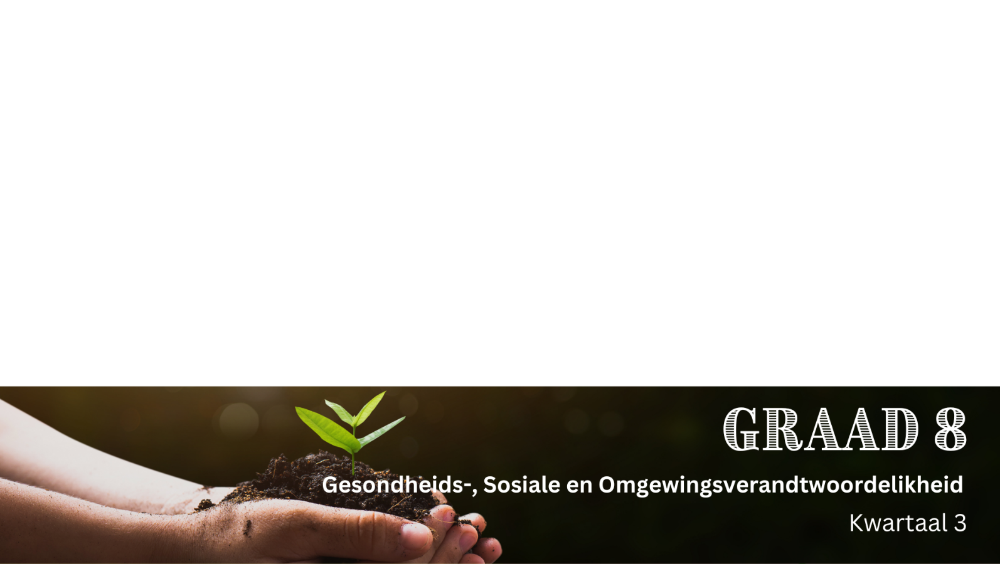 GRAAD 8
Gesondheids-, Sosiale en Omgewingsverandtwoordelikheid
Kwartaal 3